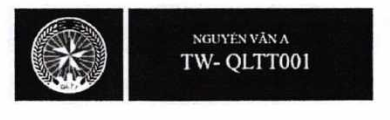 NGUYỄN VĂN A
TW- QLTT001